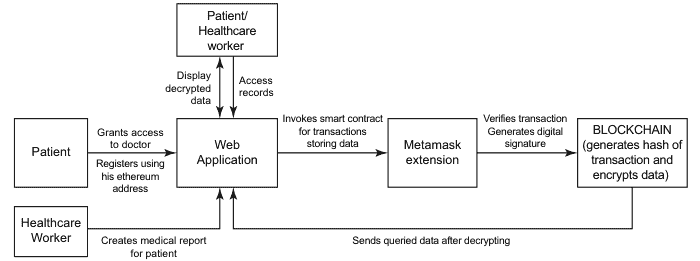 Patient/
Healthcare
worker
Display
decrypted
data
Access
records
Grants access
to doctor
Invokes smart contract
for transactions
storing data
Verifies transaction
Generates digital
signature
Patient
Web
Application
Metamask
extension
BLOCKCHAIN
(generates hash of
transaction and
encrypts data)
Registers using
his ethereum
address
Healthcare
Worker
Creates medical report
for patient
Sends queried data after decrypting